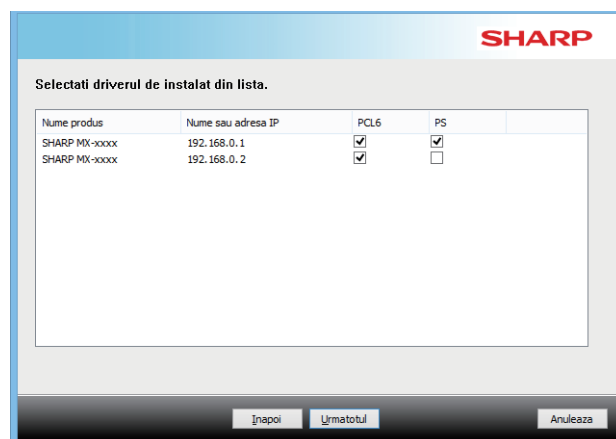 SHARP
Selectati driverul de instalat din lista.
Nume produs Nume sau adresa IP PCL6 PS
SHARP MX-xxxx 192.168.0.1
SHARP MX-xxxx 192.168.0.2
Inapoi Urmatotul Anuleaza